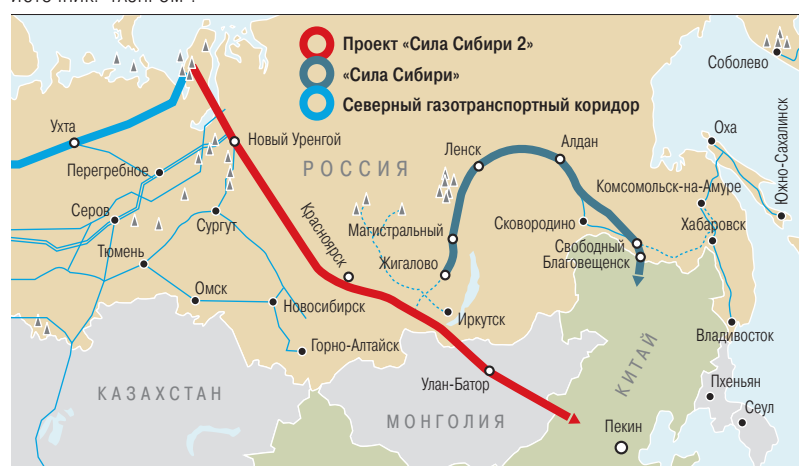 ИСТОЧНИК: "ГАЗПРОМ".
Проект «Сила Сибири 2»
«Сила Сибири»
Северный газотранспортный коридор
Соболево
Ухта
Новый Уренгой
Перегребное
РОССИЯ
Ленск
Алдан
Оха
Южно-Сахалинск
Комсомольск-на-Амуре
Серов
Сургут
Красноярск
Магистральный
Сковородино
Хабаровск
Тюмень
Жигалово
Свободный
Благовещенск
Омск
Новосибирск
Иркутск
Горно-Алтайск
Владивосток
КАЗАХСТАН
Улан-Батор
КИТАЙ
Пхеньян
МОНГОЛИЯ
Сеул
Пекин